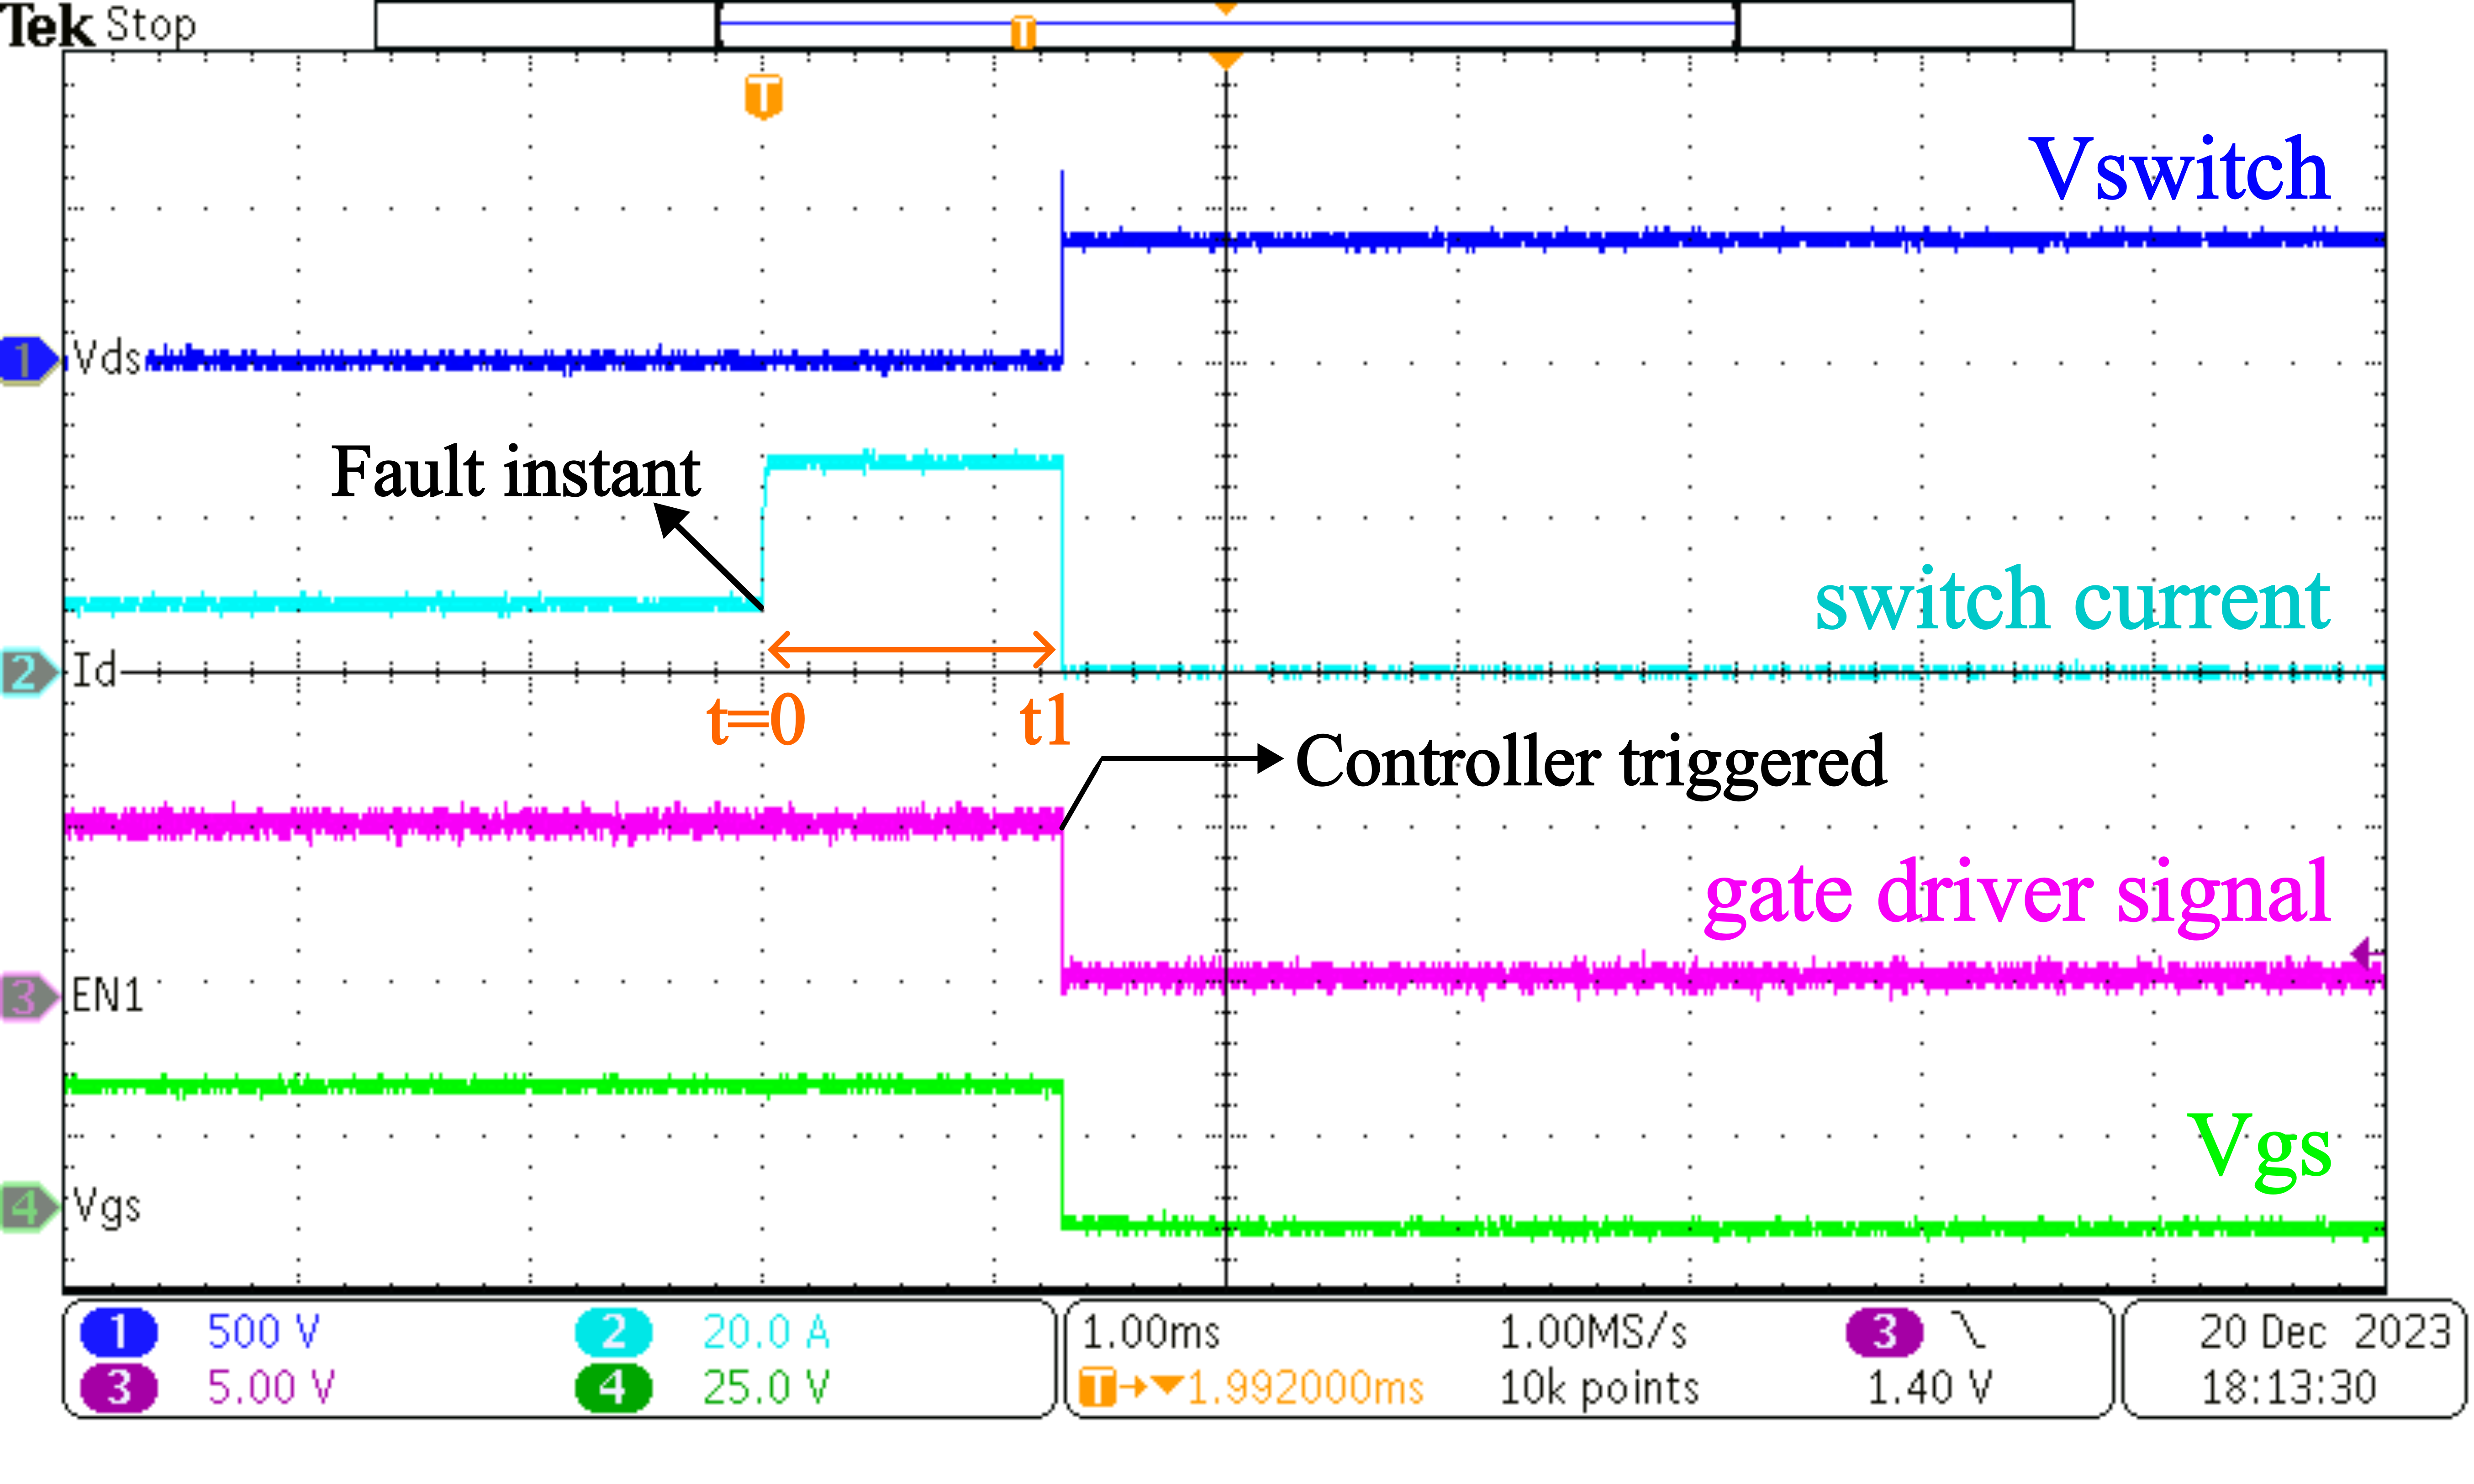 Tek Stop
T
T
Vswitch
1 Vds
Fault instant
switch current
2 Id
t=0 t1
Controller triggered
gate driver signal
3 EN1
Vgs
4 Vgs
1 500 V 2 20.0 A 1.00ms 1.00MS/s 3 20 Dec 2023
3 5.00 V 4 25.0 V T→▼1.992000ms 10k points 1.40 V 18:13:30